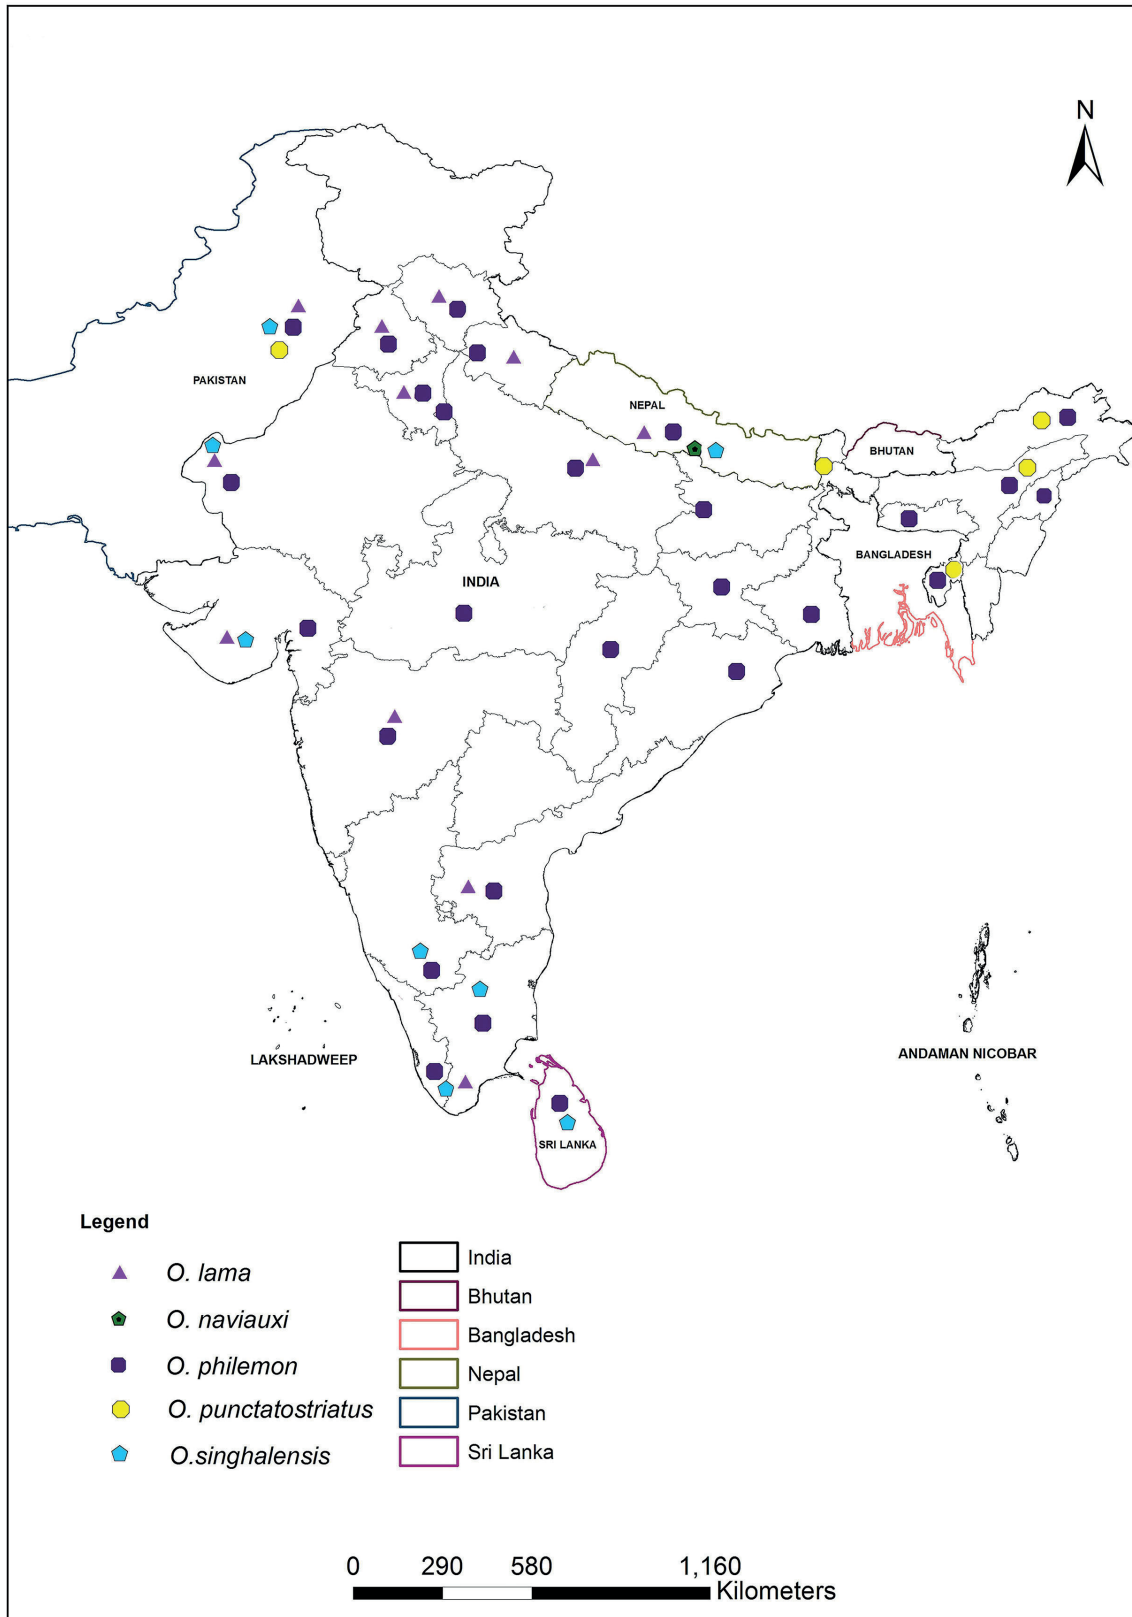 N
PAKISTAN
NEPAL
BHUTAN
BANGLADESH
INDIA
LAKSHADWEEP
ANDAMAN NICOBAR
SRI LANKA
Legend
O. lama
O. naviauxi
O. philemon
O. punctatostriatus
O.singhalensis
India
Bhutan
Bangladesh
Nepal
Pakistan
Sri Lanka
0 290 580 1,160
Kilometers